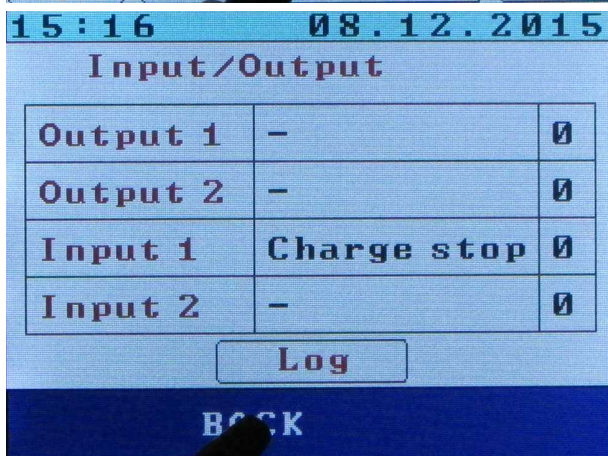 15:16 08.12.2015
Input/Output
Output 1 – 0
Output 2 – 0
Input 1 Charge stop 0
Input 2 – 0
Log
BACK